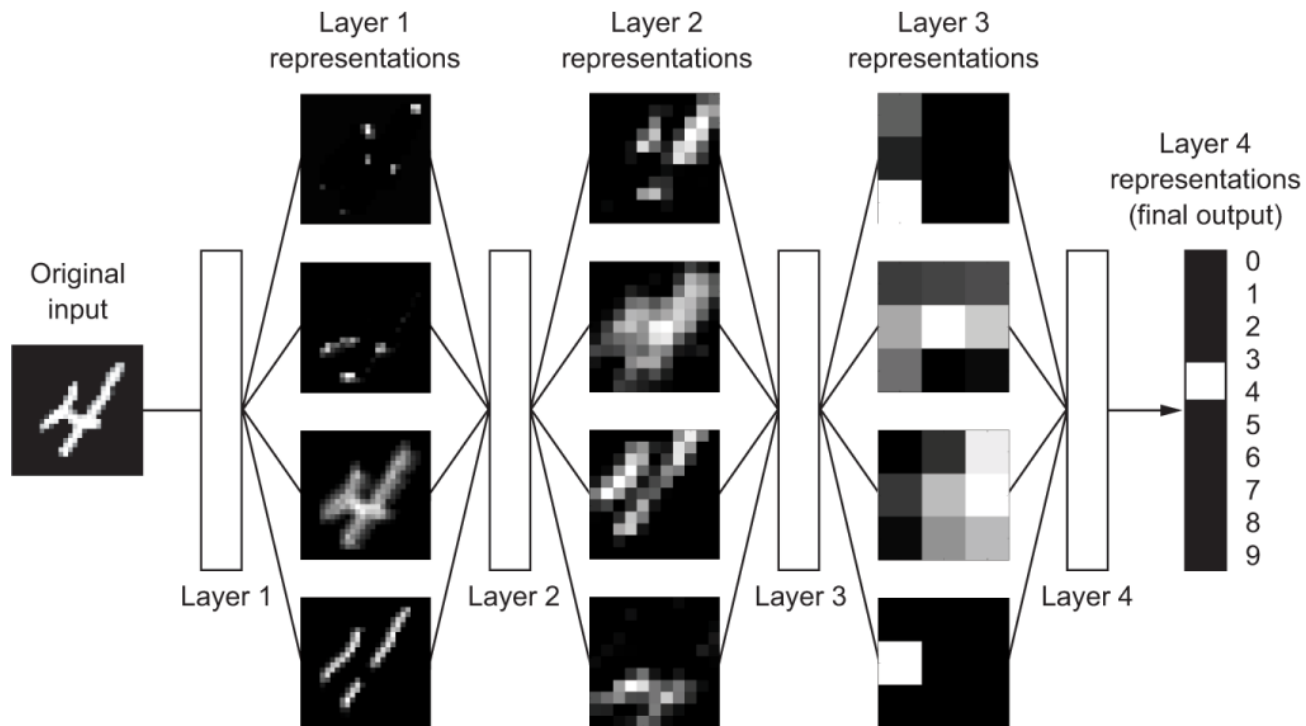 Layer 1
representations
Layer 2
representations
Layer 3
representations
Layer 4
representations
(final output)
Original
input
0
1
2
3
4
5
6
7
8
9
Layer 1
Layer 2
Layer 3
Layer 4